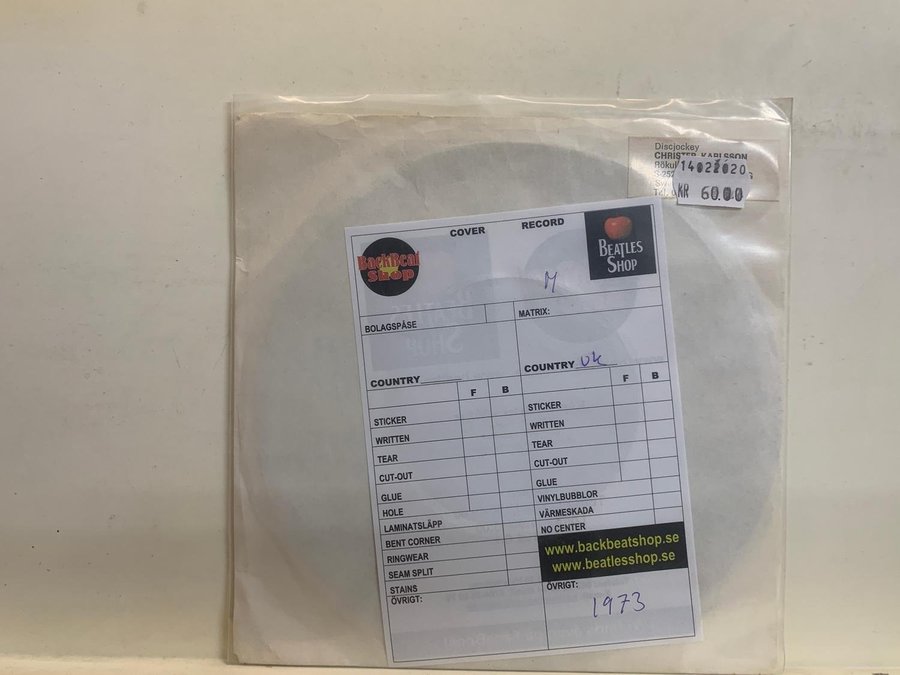 Discjockey
CHRISTER KARLSSON
14022020
KR 60.00
COVER RECORD
BackBeat
Shop
BEATLES
SHOP
M
BOLAGSPÅSE
MATRIX:
COUNTRY
COUNTRY UK
F B
F B
STICKER
WRITTEN
TEAR
CUT-OUT
GLUE
HOLE
LAMINATSLÄPP
BENT CORNER
RINGWEAR
SEAM SPLIT
STAINS
ÖVRIGT:
STICKER
WRITTEN
TEAR
CUT-OUT
GLUE
VINYLBUBBLOR
VÄRMESKADA
NO CENTER
www.backbeatshop.se
www.beatlesshop.se
ÖVRIGT:
1973